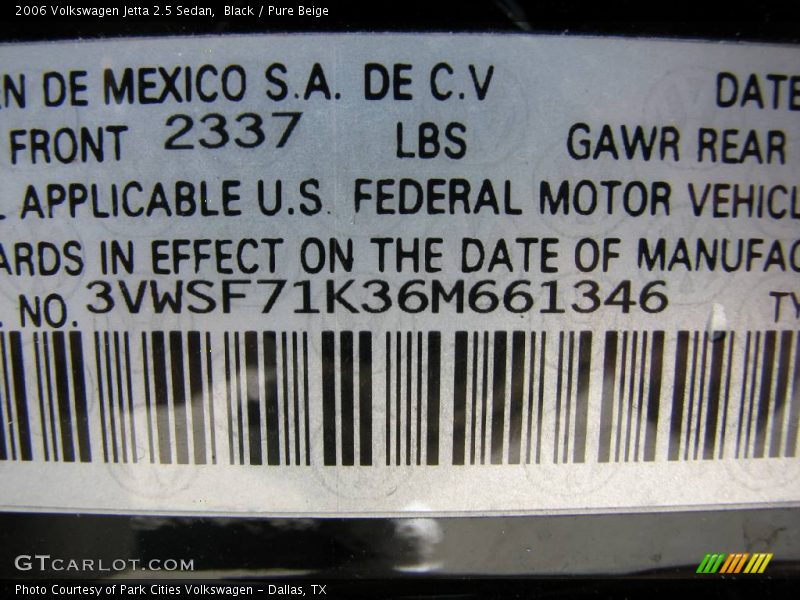 2006 Volkswagen Jetta 2.5 Sedan,  Black / Pure Beige
EN DE MEXICO S.A. DE C.V DATE
FRONT 2337 LBS GAWR REAR
L APPLICABLE U.S. FEDERAL MOTOR VEHICL
ARDS IN EFFECT ON THE DATE OF MANUFAC
. NO. 3VWSF71K36M661346 TY
GTCARLOT.COM
Photo Courtesy of Park Cities Volkswagen – Dallas, TX